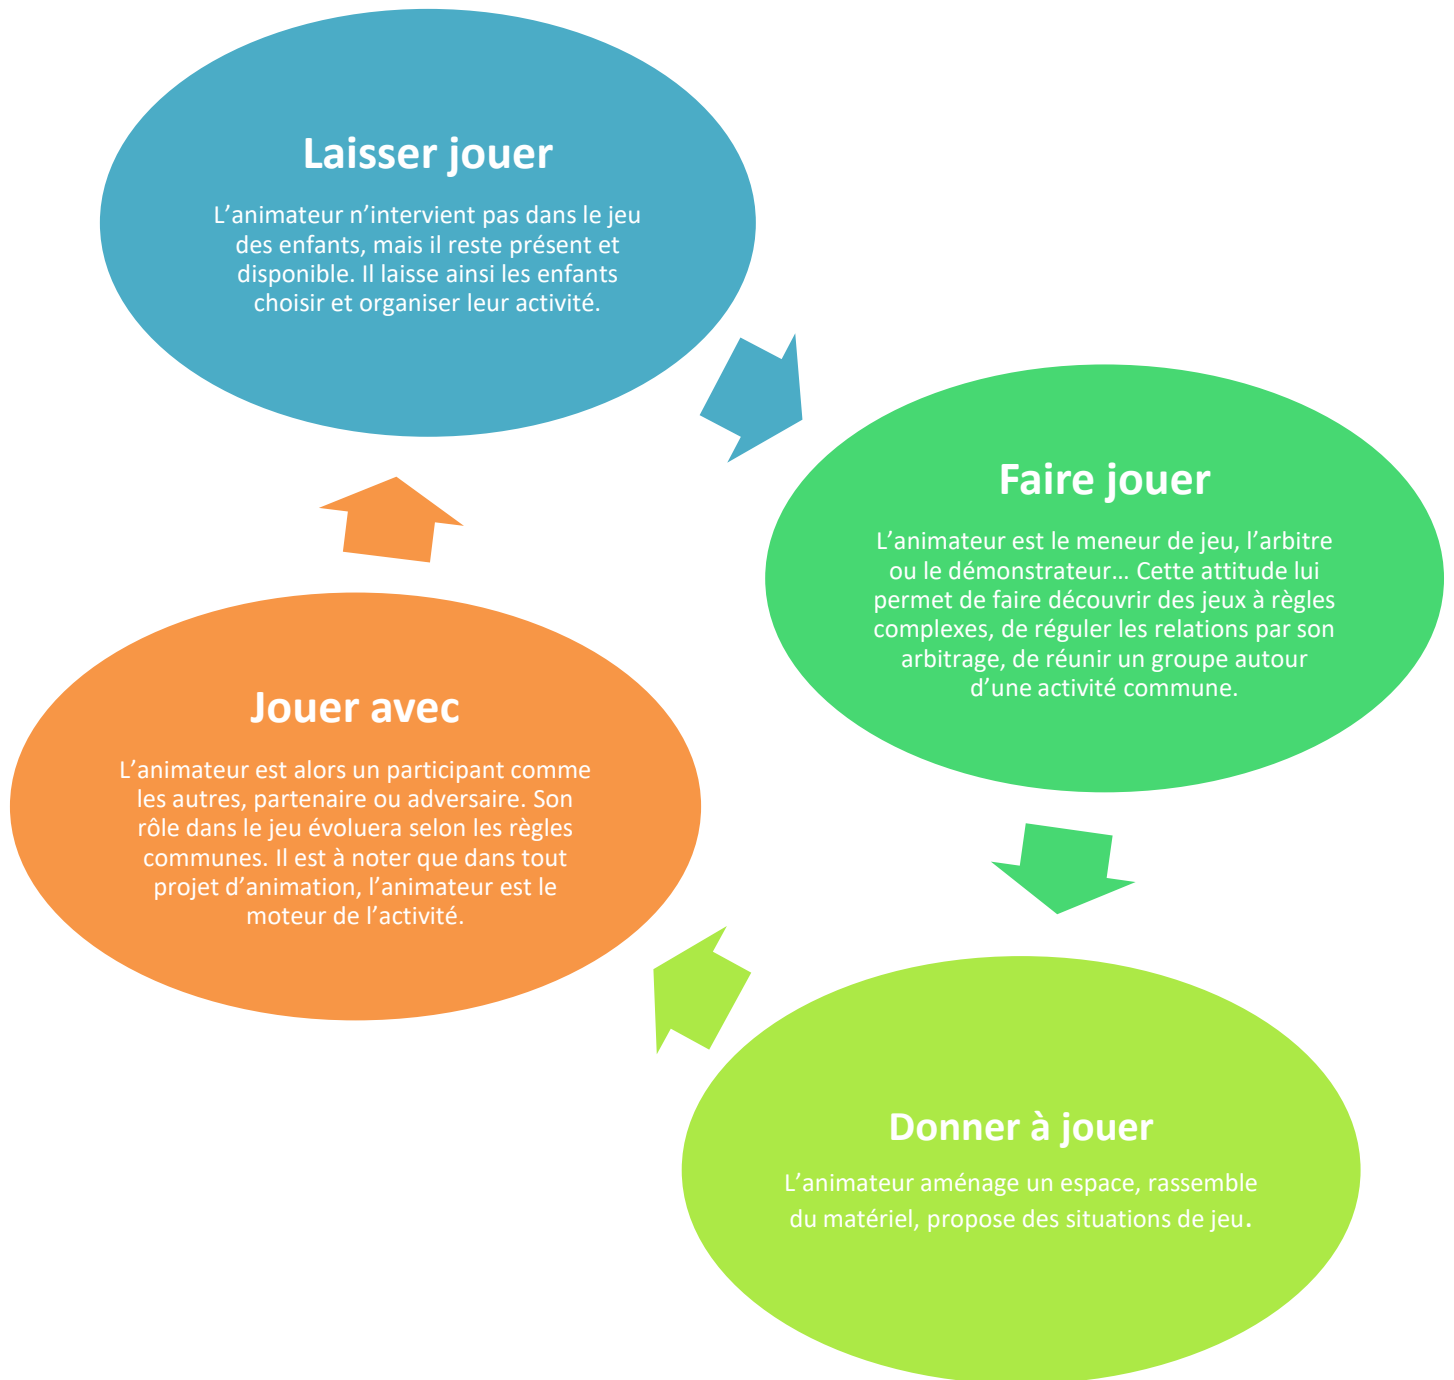 Laisser jouer
L’animateur n’intervient pas dans le jeu
des enfants, mais il reste présent et
disponible. Il laisse ainsi les enfants
choisir et organiser leur activité.
Faire jouer
L’animateur est le meneur de jeu, l’arbitre
ou le démonstrateur… Cette attitude lui
permet de faire découvrir des jeux à règles
complexes, de réguler les relations par son
arbitrage, de réunir un groupe autour
d’une activité commune.
Donner à jouer
L’animateur aménage un espace, rassemble
du matériel, propose des situations de jeu.
Jouer avec
L’animateur est alors un participant comme
les autres, partenaire ou adversaire. Son
rôle dans le jeu évoluera selon les règles
communes. Il est à noter que dans tout
projet d’animation, l’animateur est le
moteur de l’activité.